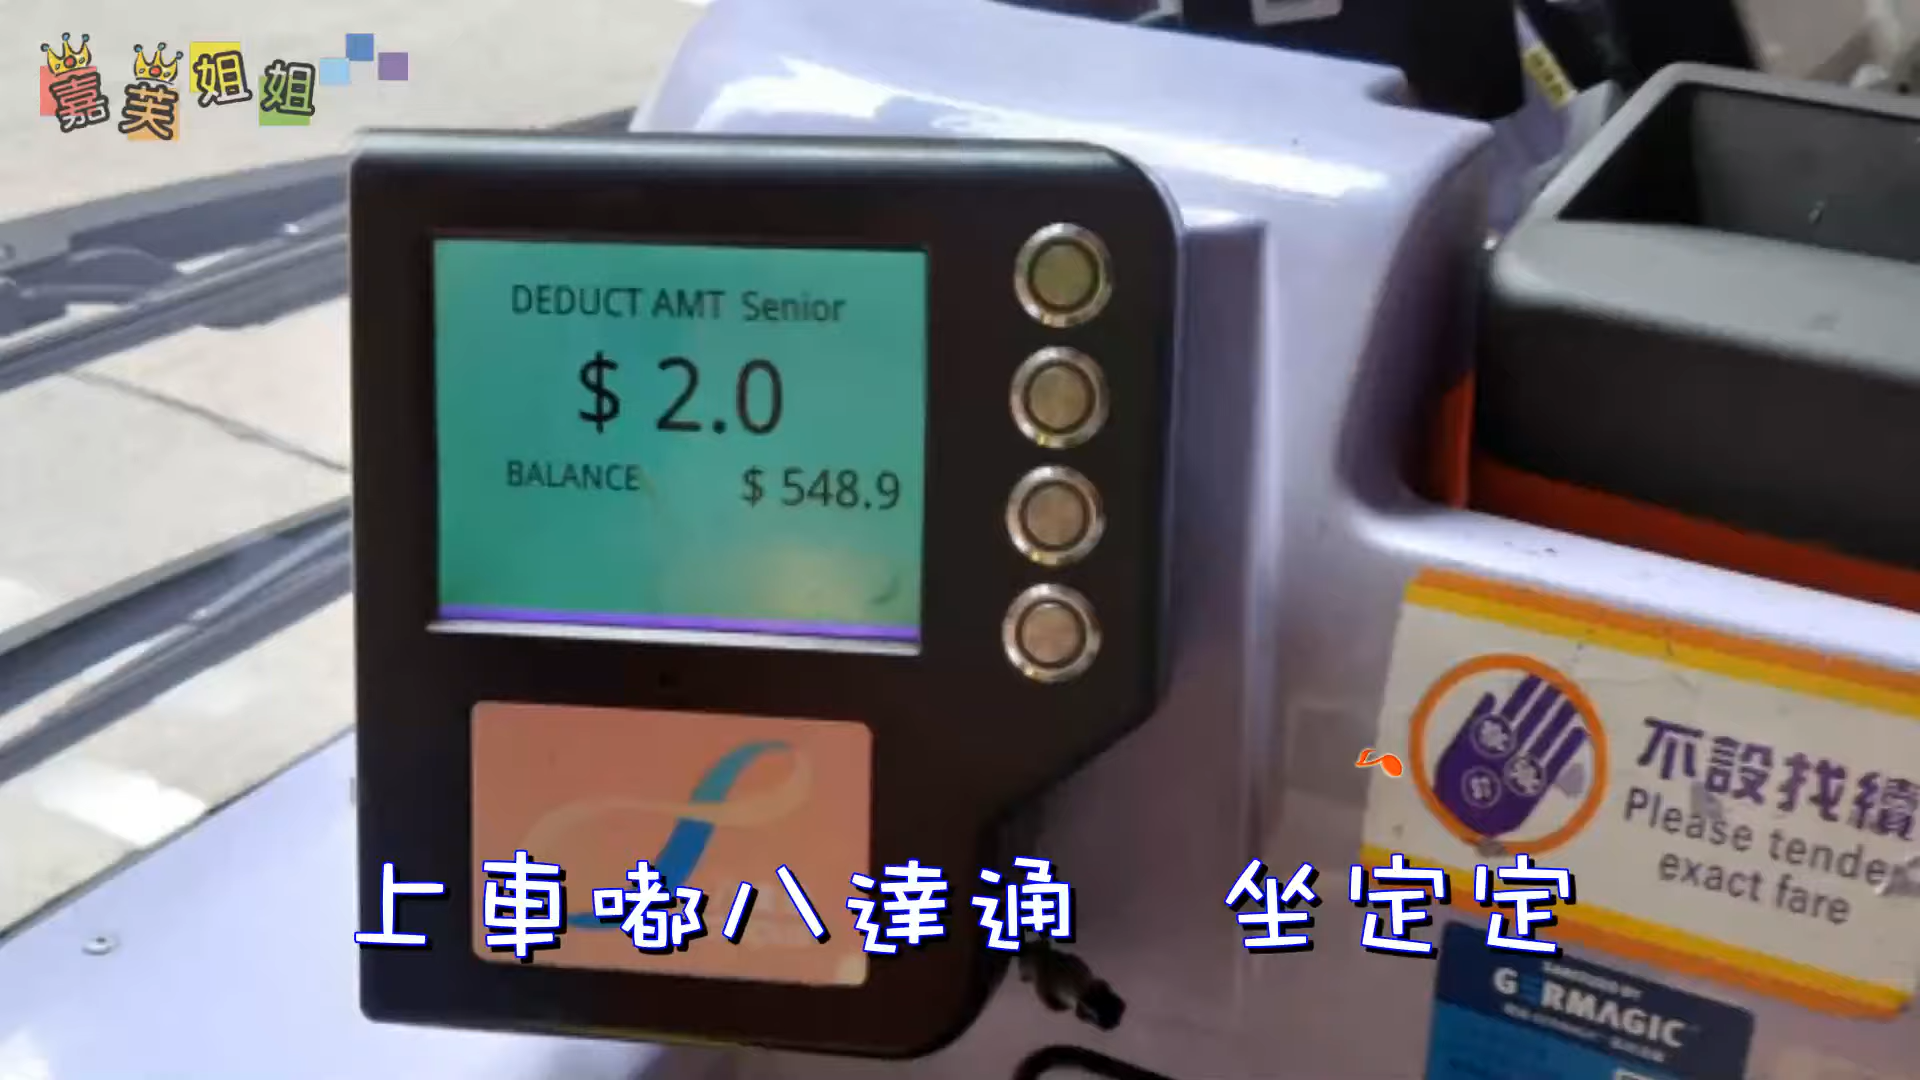 嘉芙姐姐
DEDUCT AMT Senior
$ 2.0
BALANCE $ 548.9
不設找續
Please tender
exact fare
GERMAGIC
上車嘟八達通 坐定定